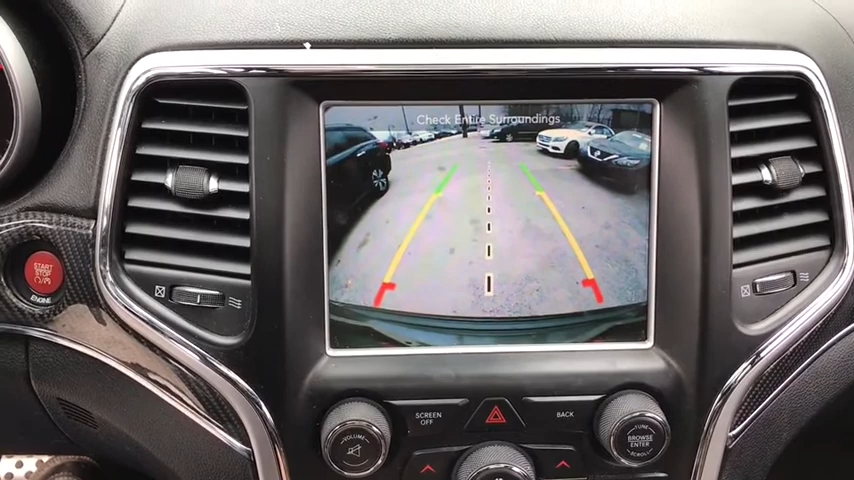 Check Entire Surroundings
START
STOP
ENGINE
SCREEN
OFF
BACK
VOLUME
TUNE
BROWSE
ENTER
SCROLL